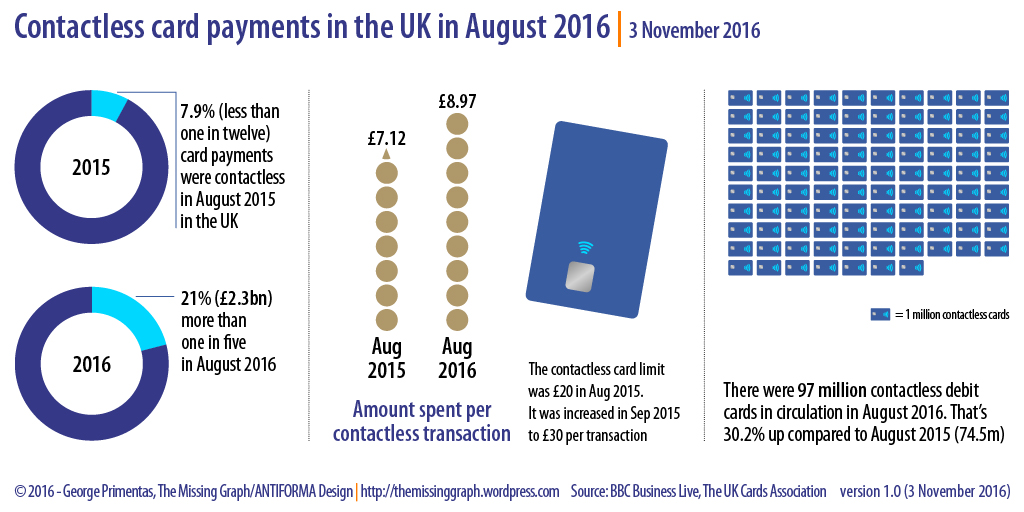 Contactless card payments in the UK in August 2016 | 3 November 2016
2015
7.9% (less than
one in twelve)
card payments
were contactless
in August 2015
in the UK
2016
21% (£2.3bn)
more than
one in five
in August 2016
£7.12
£8.97
Aug
2015
Aug
2016
Amount spent per
contactless transaction
The contactless card limit
was £20 in Aug 2015.
It was increased in Sep 2015
to £30 per transaction
= 1 million contactless cards
There were 97 million contactless debit
cards in circulation in August 2016. That's
30.2% up compared to August 2015 (74.5m)
© 2016 - George Primentas, The Missing Graph/ANTIFORMA Design | http://themissinggraph.wordpress.com Source: BBC Business Live, The UK Cards Association version 1.0 (3 November 2016)